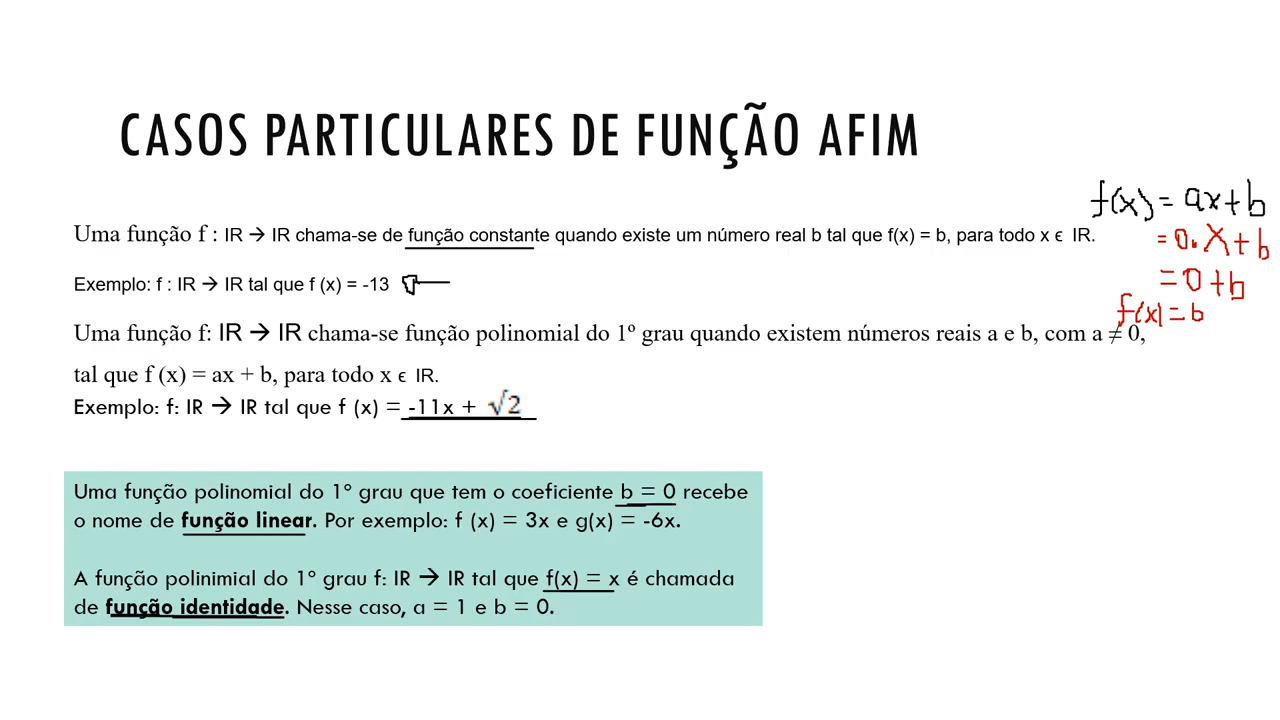 CASOS PARTICULARES DE FUNÇÃO AFIM
f(x) = ax + b
Uma função f : IR → IR chama-se de função constante quando existe um número real b tal que f(x) = b, para todo x ϵ IR.
= 0. X + b
Exemplo: f : IR → IR tal que f (x) = -13
= 0 + b
f(x) = b
Uma função f: IR → IR chama-se função polinomial do 1º grau quando existem números reais a e b, com a ≠ 0,
tal que f (x) = ax + b, para todo x ϵ IR.
Exemplo: f: IR → IR tal que f (x) = -11x + √2
Uma função polinomial do 1° grau que tem o coeficiente b = 0 recebe
o nome de função linear. Por exemplo: f (x) = 3x e g(x) = -6x.
A função polinimial do 1° grau f: IR → IR tal que f(x) = x é chamada
de função identidade. Nesse caso, a = 1 e b = 0.